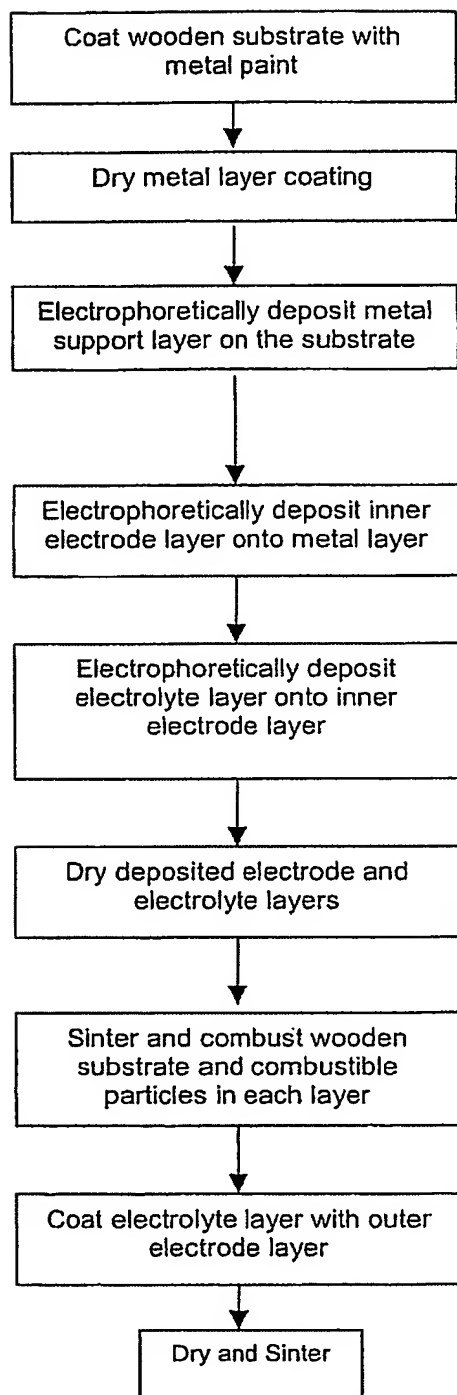 Coat wooden substrate with
metal paint
Dry metal layer coating
Electrophoretically deposit metal
support layer on the substrate
Electrophoretically deposit inner
electrode layer onto metal layer
Electrophoretically deposit
electrolyte layer onto inner
electrode layer
Dry deposited electrode and
electrolyte layers
Sinter and combust wooden
substrate and combustible
particles in each layer
Coat electrolyte layer with outer
electrode layer
Dry and Sinter